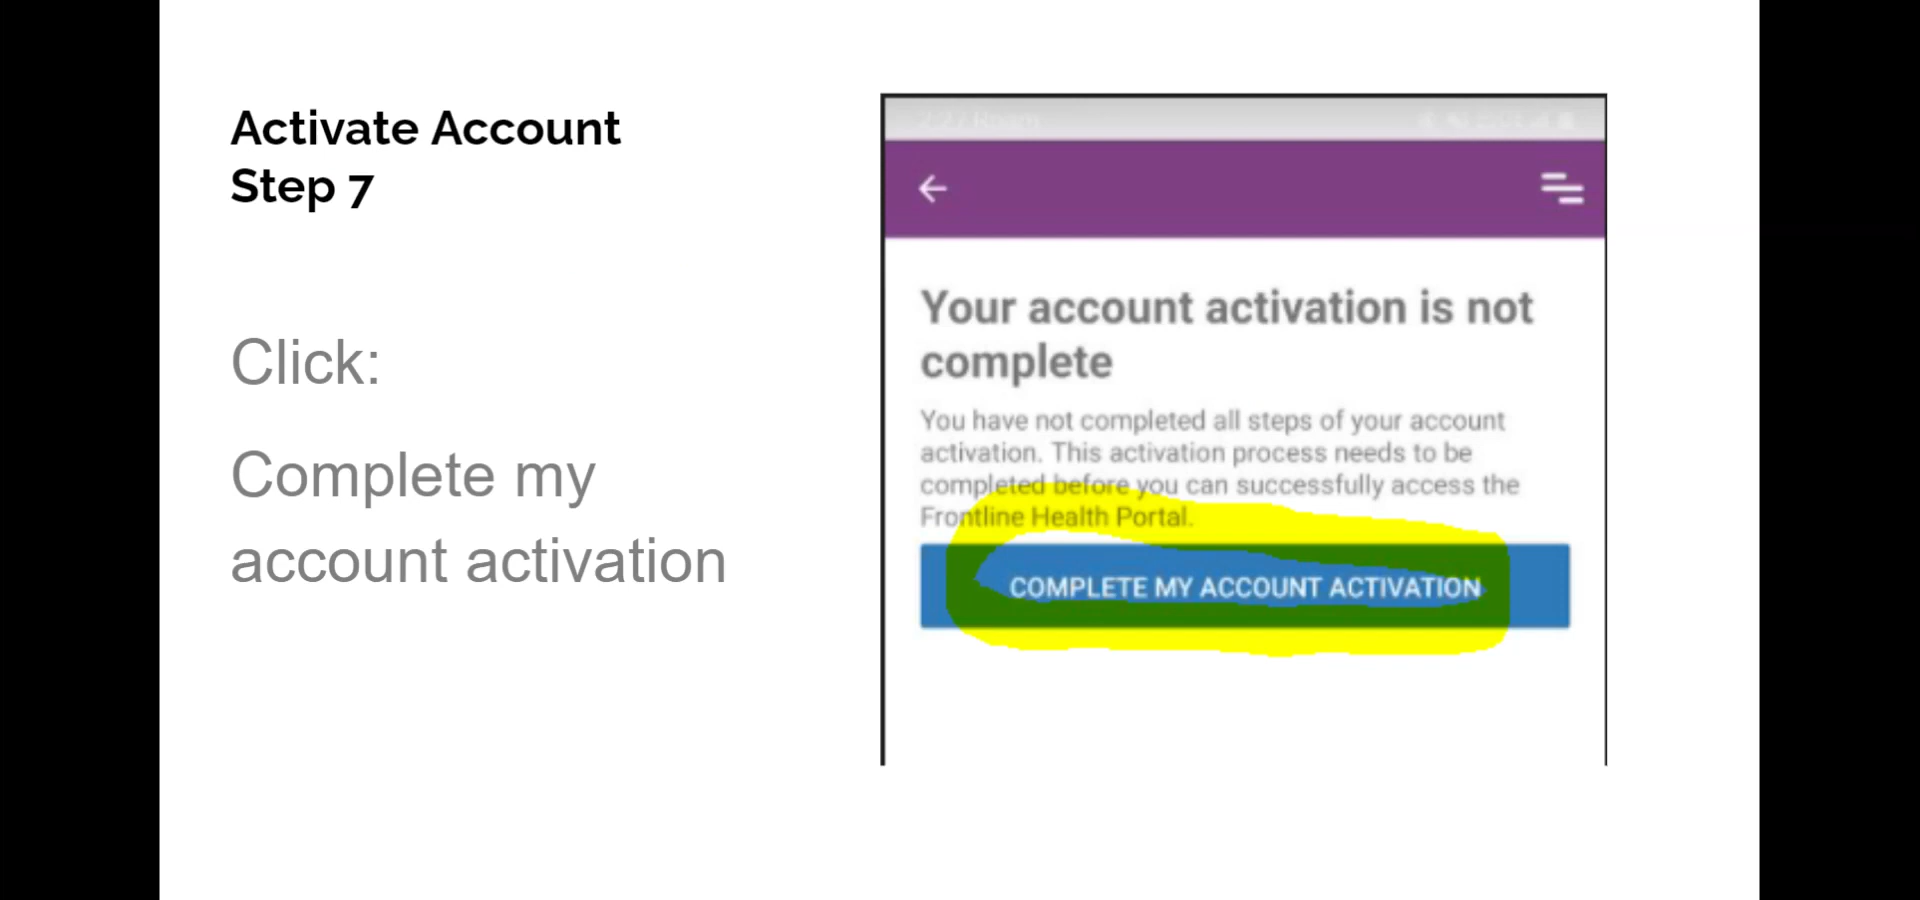 Activate Account
Step 7
Click:
Complete my
account activation
Your account activation is not
complete
You have not completed all steps of your account
activation. This activation process needs to be
completed before you can successfully access the
Frontline Health Portal.
COMPLETE MY ACCOUNT ACTIVATION